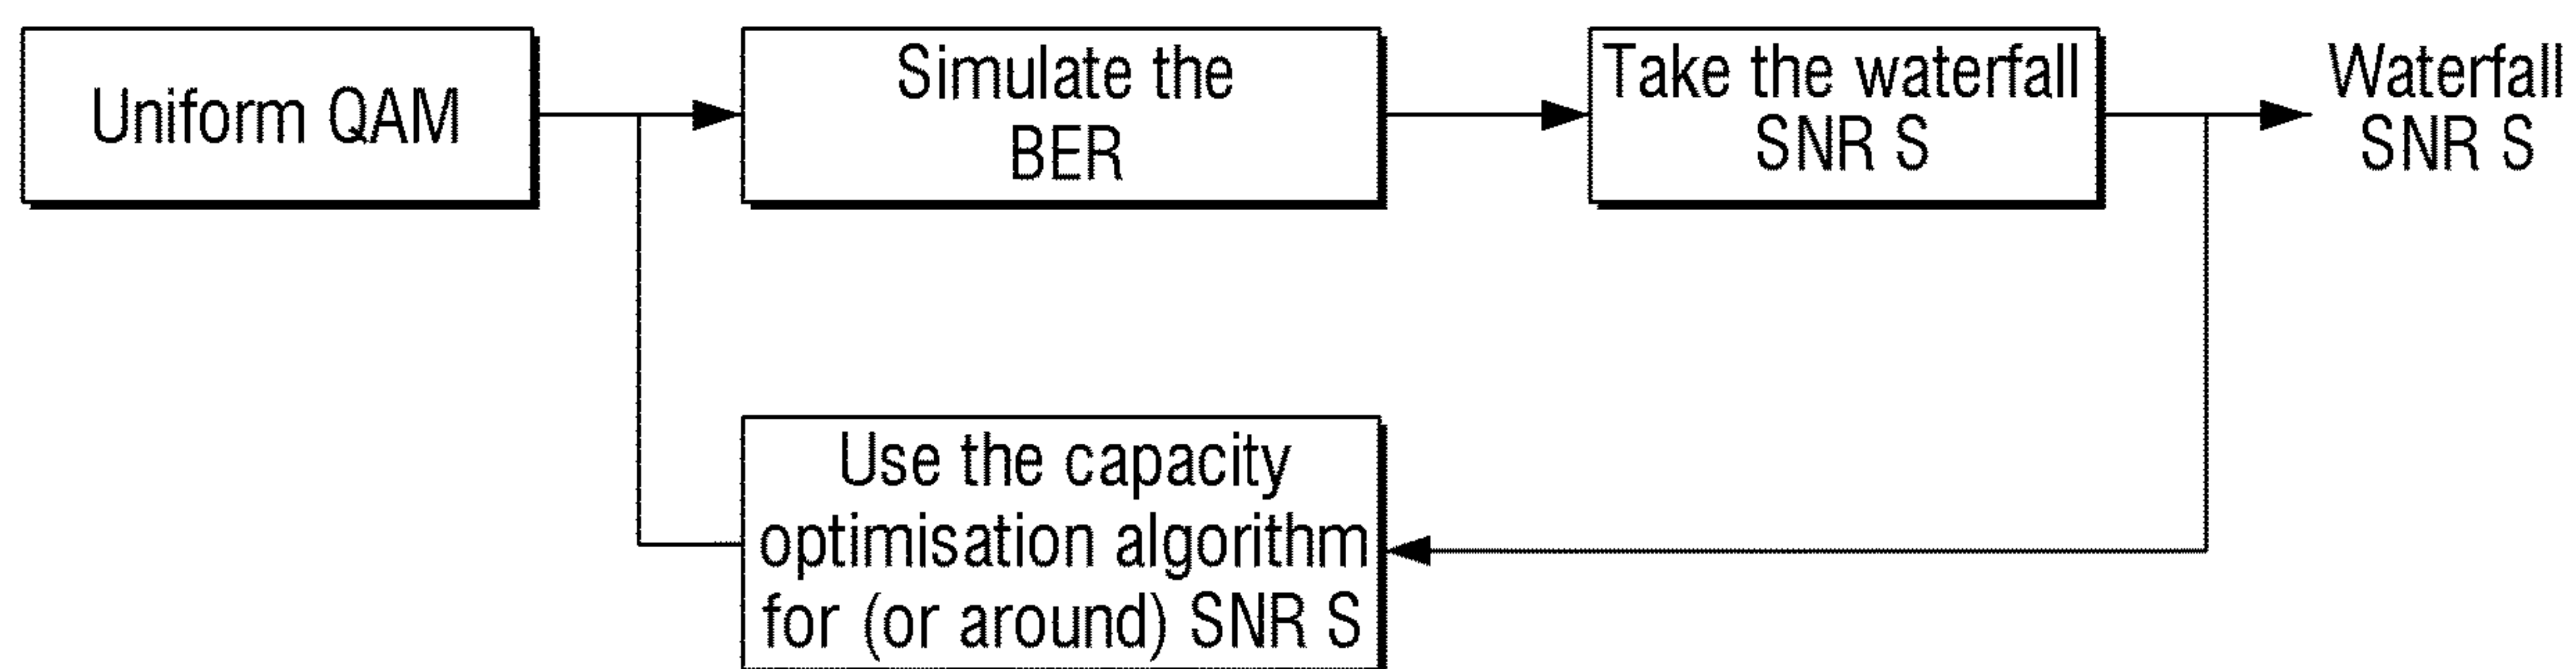 Uniform QAM
Simulate the
BER
Take the waterfall
SNR S
Waterfall
SNR S
Use the capacity
optimisation algorithm
for (or around) SNR S